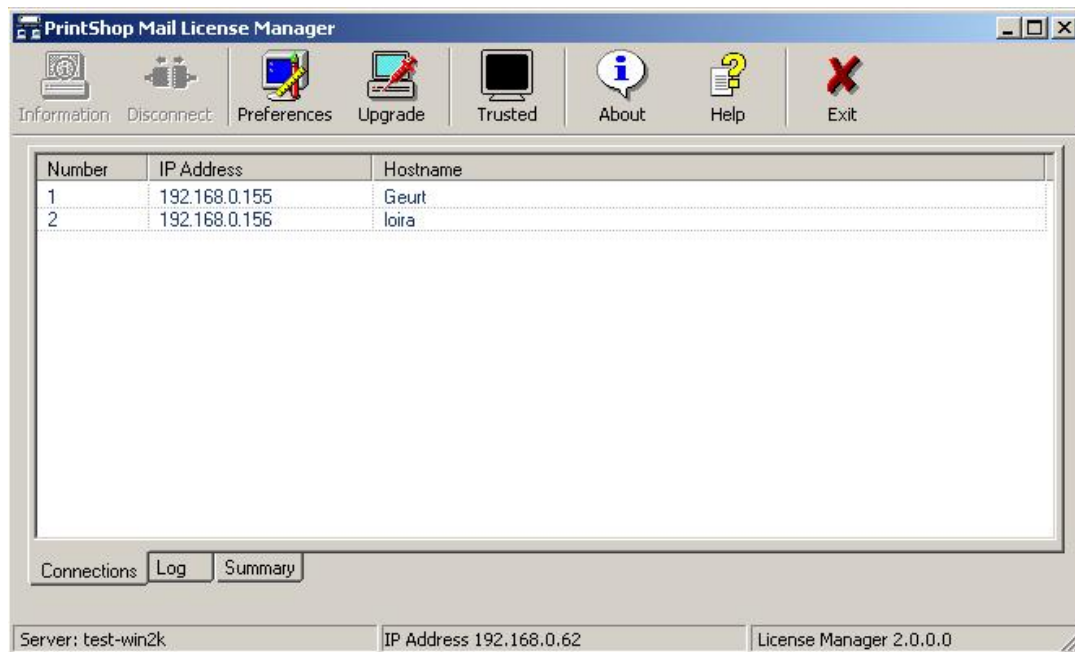 PrintShop Mail License Manager
Information Disconnect Preferences Upgrade Trusted About Help Exit
Number IP Address Hostname
1 192.168.0.155 Geurt
2 192.168.0.156 loira
Connections Log Summary
Server: test-win2k IP Address 192.168.0.62 License Manager 2.0.0.0